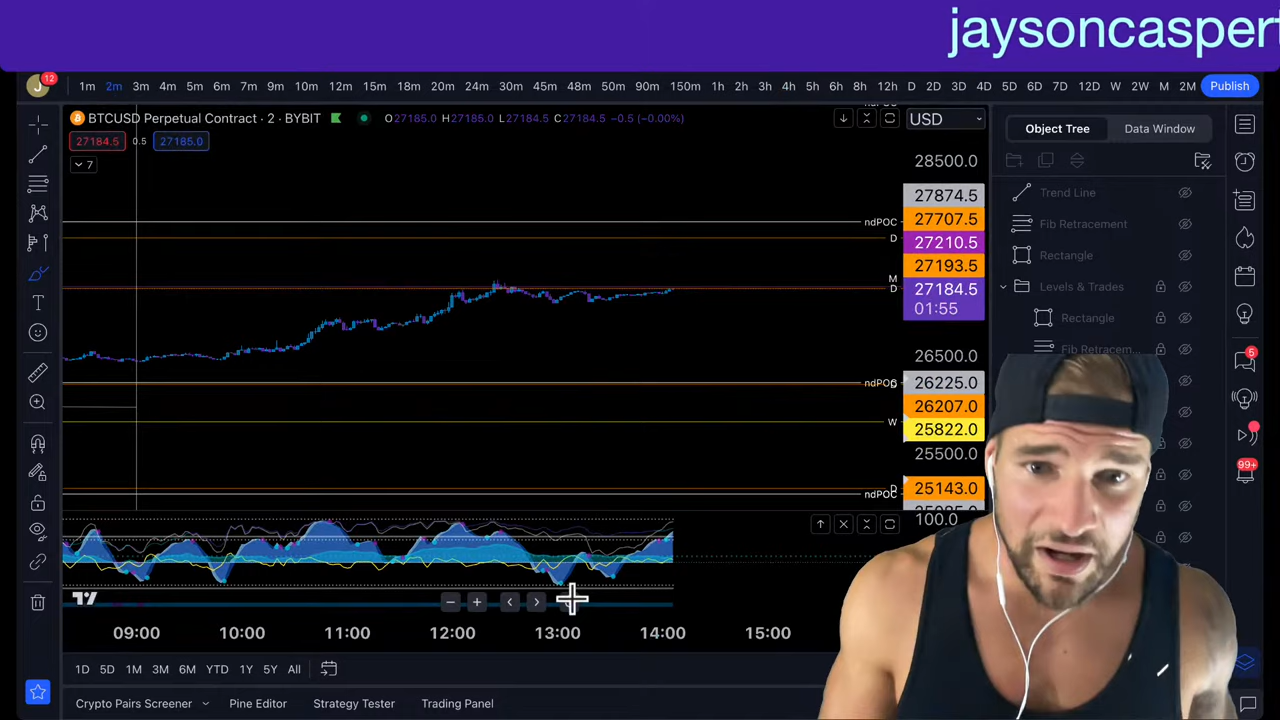 jaysoncaspert
J 12 1m 2m 3m 4m 5m 6m 7m 9m 10m 12m 15m 18m 20m 24m 30m 45m 48m 50m 90m 150m 1h 2h 3h 4h 5h 6h 8h 12h D 2D 3D 4D 5D 6D 7D 12D W 2W M 2M Publish
BTCUSD Perpetual Contract · 2 · BYBIT O27185.0 H27185.0 L27184.5 C27184.5 −0.5 (−0.00%) USD
27184.5 0.5 27185.0
7
28500.0
27874.5
ndPOC
27707.5
D
27210.5
27193.5
M
D
27184.5
01:55
26500.0
ndPOC
26225.0
26207.0
W
25822.0
25500.0
D
25143.0
ndPOC
100.0
09:00 10:00 11:00 12:00 13:00 14:00 15:00
1D 5D 1M 3M 6M YTD 1Y 5Y All
Crypto Pairs Screener Pine Editor Strategy Tester Trading Panel
Object Tree Data Window
Trend Line
Fib Retracement
Rectangle
Levels & Trades
Rectangle
Fib Retracem...
5
99+